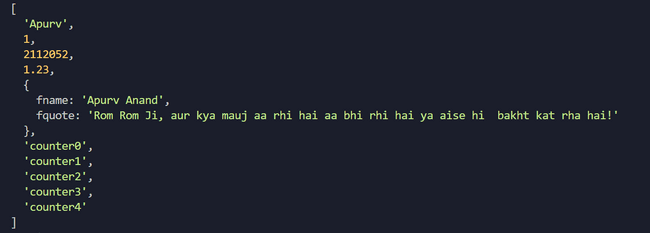 [
'Apurv',
1,
2112052,
1.23,
{
fname: 'Apurv Anand',
fquote: 'Rom Rom Ji, aur kya mauj aa rhi hai aa bhi rhi hai ya aise hi  bakht kat rha hai!'
},
'counter0',
'counter1',
'counter2',
'counter3',
'counter4'
]